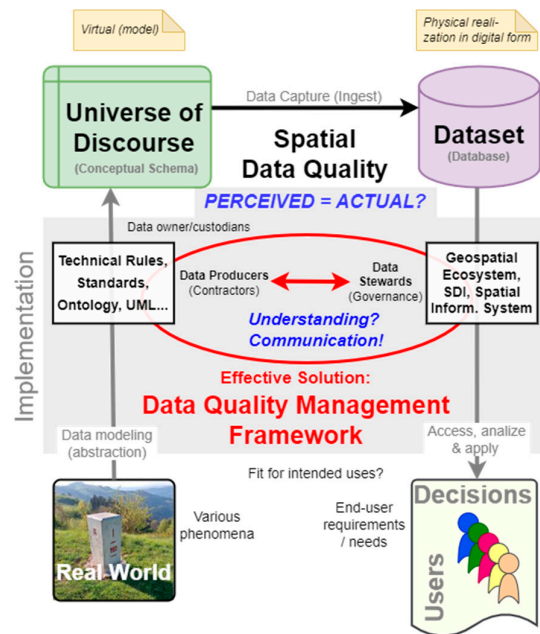 Virtual (model)
Physical reali-
zation in digital form
Universe of
Discourse
(Conceptual Schema)
Data Capture (Ingest)
Dataset
(Database)
Spatial
Data Quality
PERCEIVED = ACTUAL?
Implementation
Data owner/custodians
Technical Rules,
Standards,
Ontology, UML...
Data Producers
(Contractors)
Data
Stewards
(Governance)
Geospatial
Ecosystem,
SDI, Spatial
Inform. System
Understanding?
Communication!
Effective Solution:
Data Quality Management
Framework
Data modeling
(abstraction)
Access, analize
& apply
Fit for intended uses?
Various
phenomena
End-user
requirements
/ needs
Real World
Decisions
Users